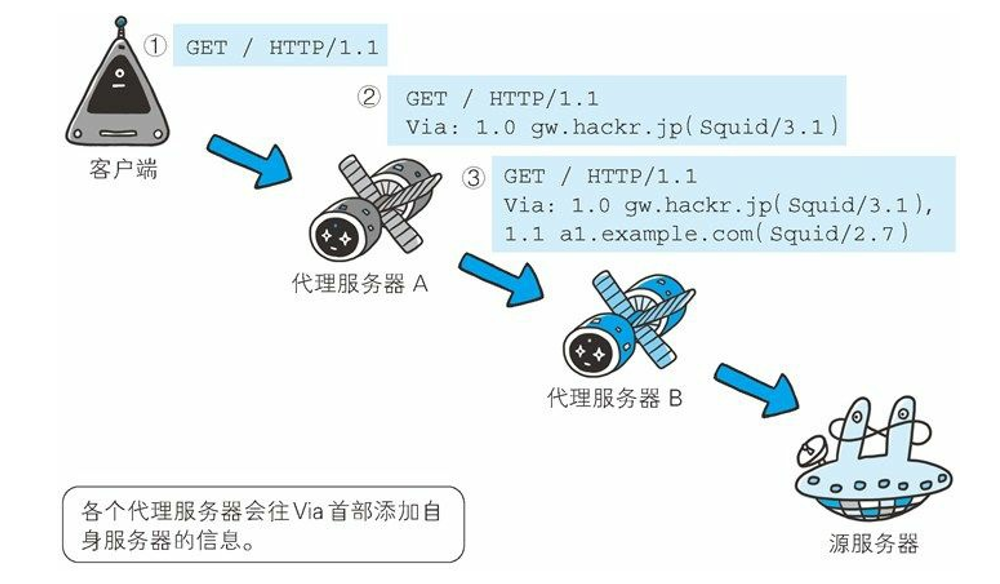 ① GET / HTTP/1.1
② GET / HTTP/1.1
Via: 1.0 gw.hackr.jp(Squid/3.1)
客户端
③ GET / HTTP/1.1
Via: 1.0 gw.hackr.jp(Squid/3.1),
1.1 a1.example.com(Squid/2.7)
代理服务器 A
代理服务器 B
各个代理服务器会往Via首部添加自
身服务器的信息。
源服务器